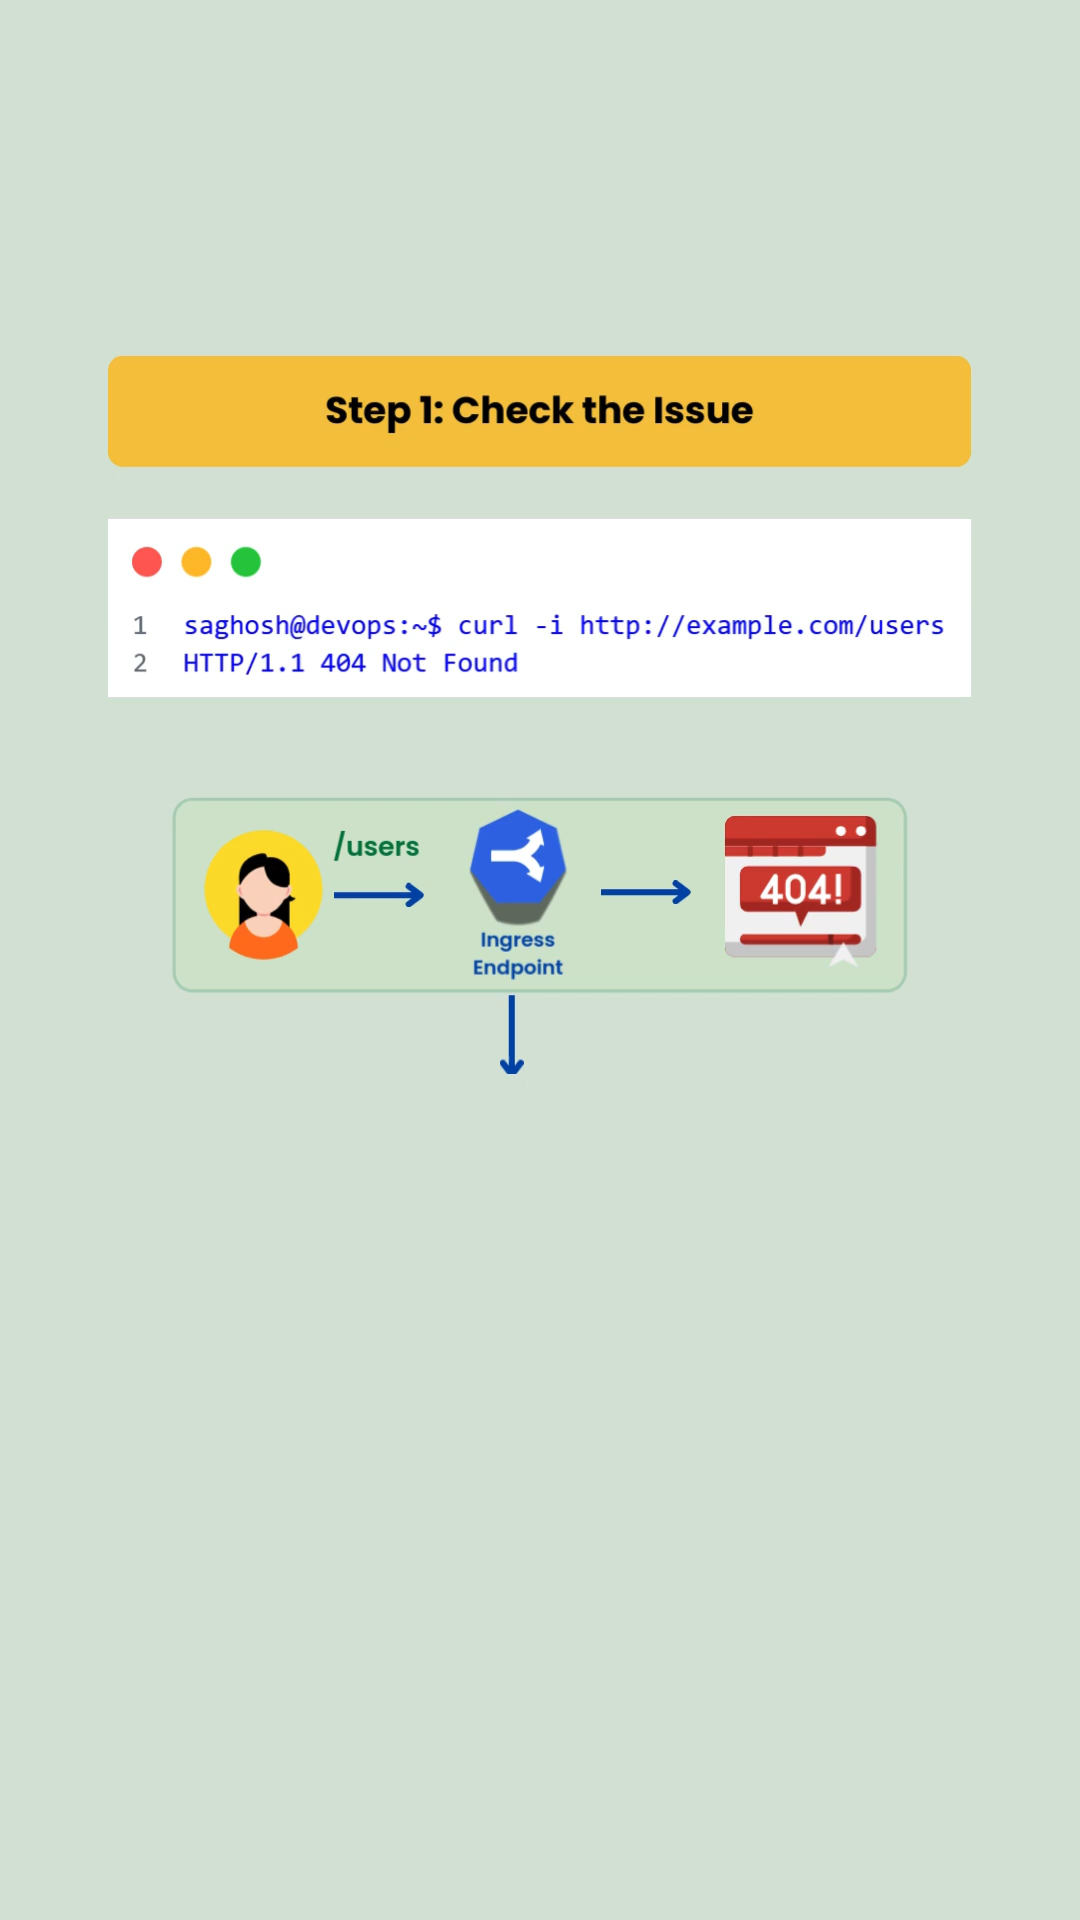 Step 1: Check the Issue
1 saghosh@devops:~$ curl -i http://example.com/users
2 HTTP/1.1 404 Not Found
/users
404!
Ingress
Endpoint